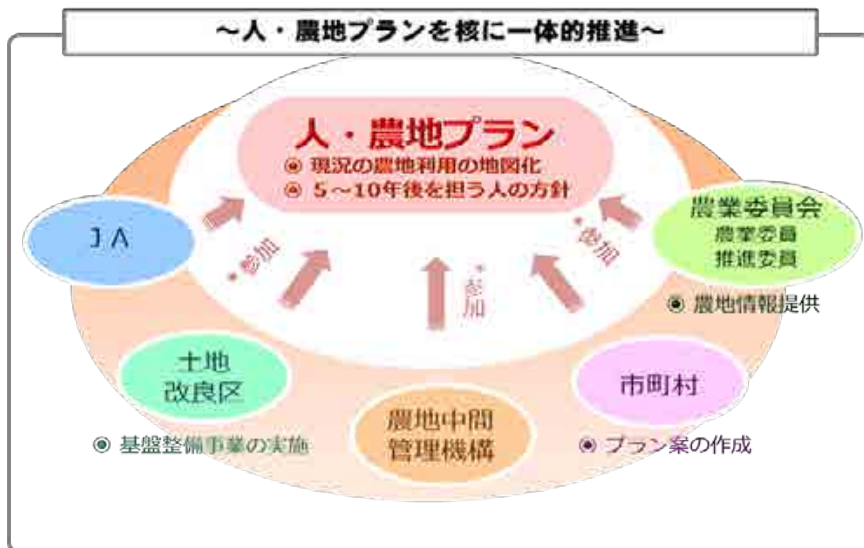 ～人・農地プランを核に一体的推進～
人・農地プラン
◉ 現況の農地利用の地図化
◉ 5～10年後を担う人の方針
JA
農業委員会
農業委員
推進委員
◉ 農地情報提供
*参加
*参加
*参加
土地
改良区
◉ 基盤整備事業の実施
農地中間
管理機構
市町村
◉ プラン案の作成